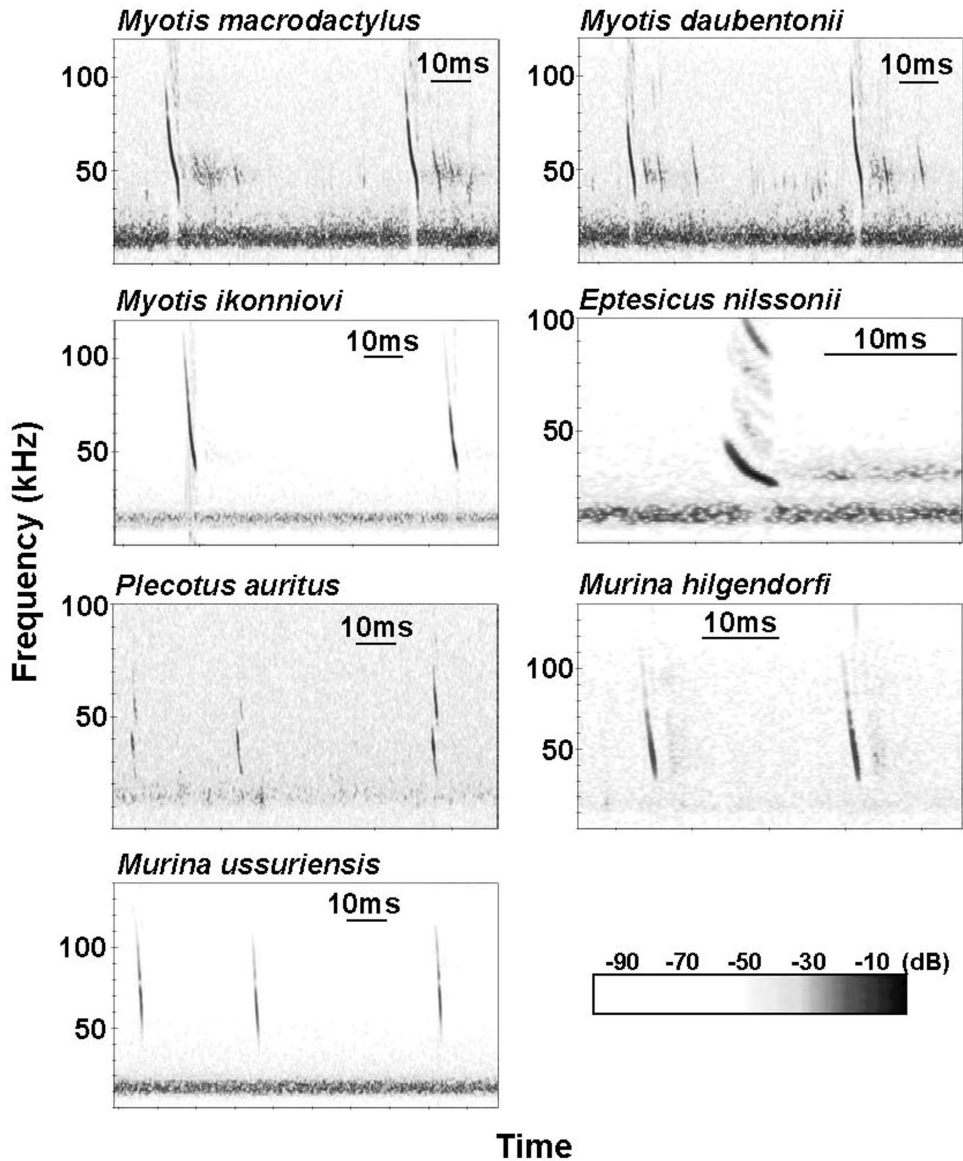 Myotis macrodactylus
10ms
100
50
Myotis daubentonii
10ms
100
50
Myotis ikonniovi
10ms
100
50
Eptesicus nilssonii
10ms
100
50
Plecotus auritus
10ms
100
50
Murina hilgendorfi
10ms
100
50
Murina ussuriensis
10ms
100
50
-90 -70 -50 -30 -10 (dB)
Frequency (kHz)
Time